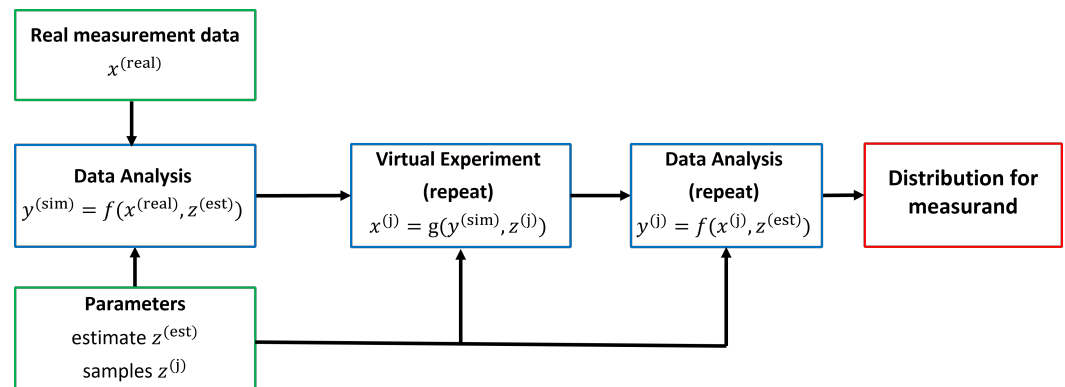 Real measurement data
x^(real)
Data Analysis
y^(sim) = f(x^(real), z^(est))
Parameters
estimate z^(est)
samples z^(j)
Virtual Experiment
(repeat)
x^(j) = g(y^(sim), z^(j))
Data Analysis
(repeat)
y^(j) = f(x^(j), z^(est))
Distribution for
measurand